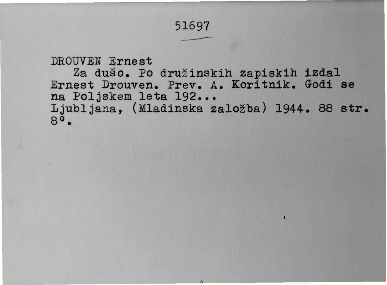 51697
DROUVEN Ernest
Za dušo. Po družinskih zapiskih izdal
Ernest Drouven. Prev. A. Koritnik. Godi se
na Poljskem leta 192...
Ljubljana, (Mladinska založba) 1944. 88 str.
8°.